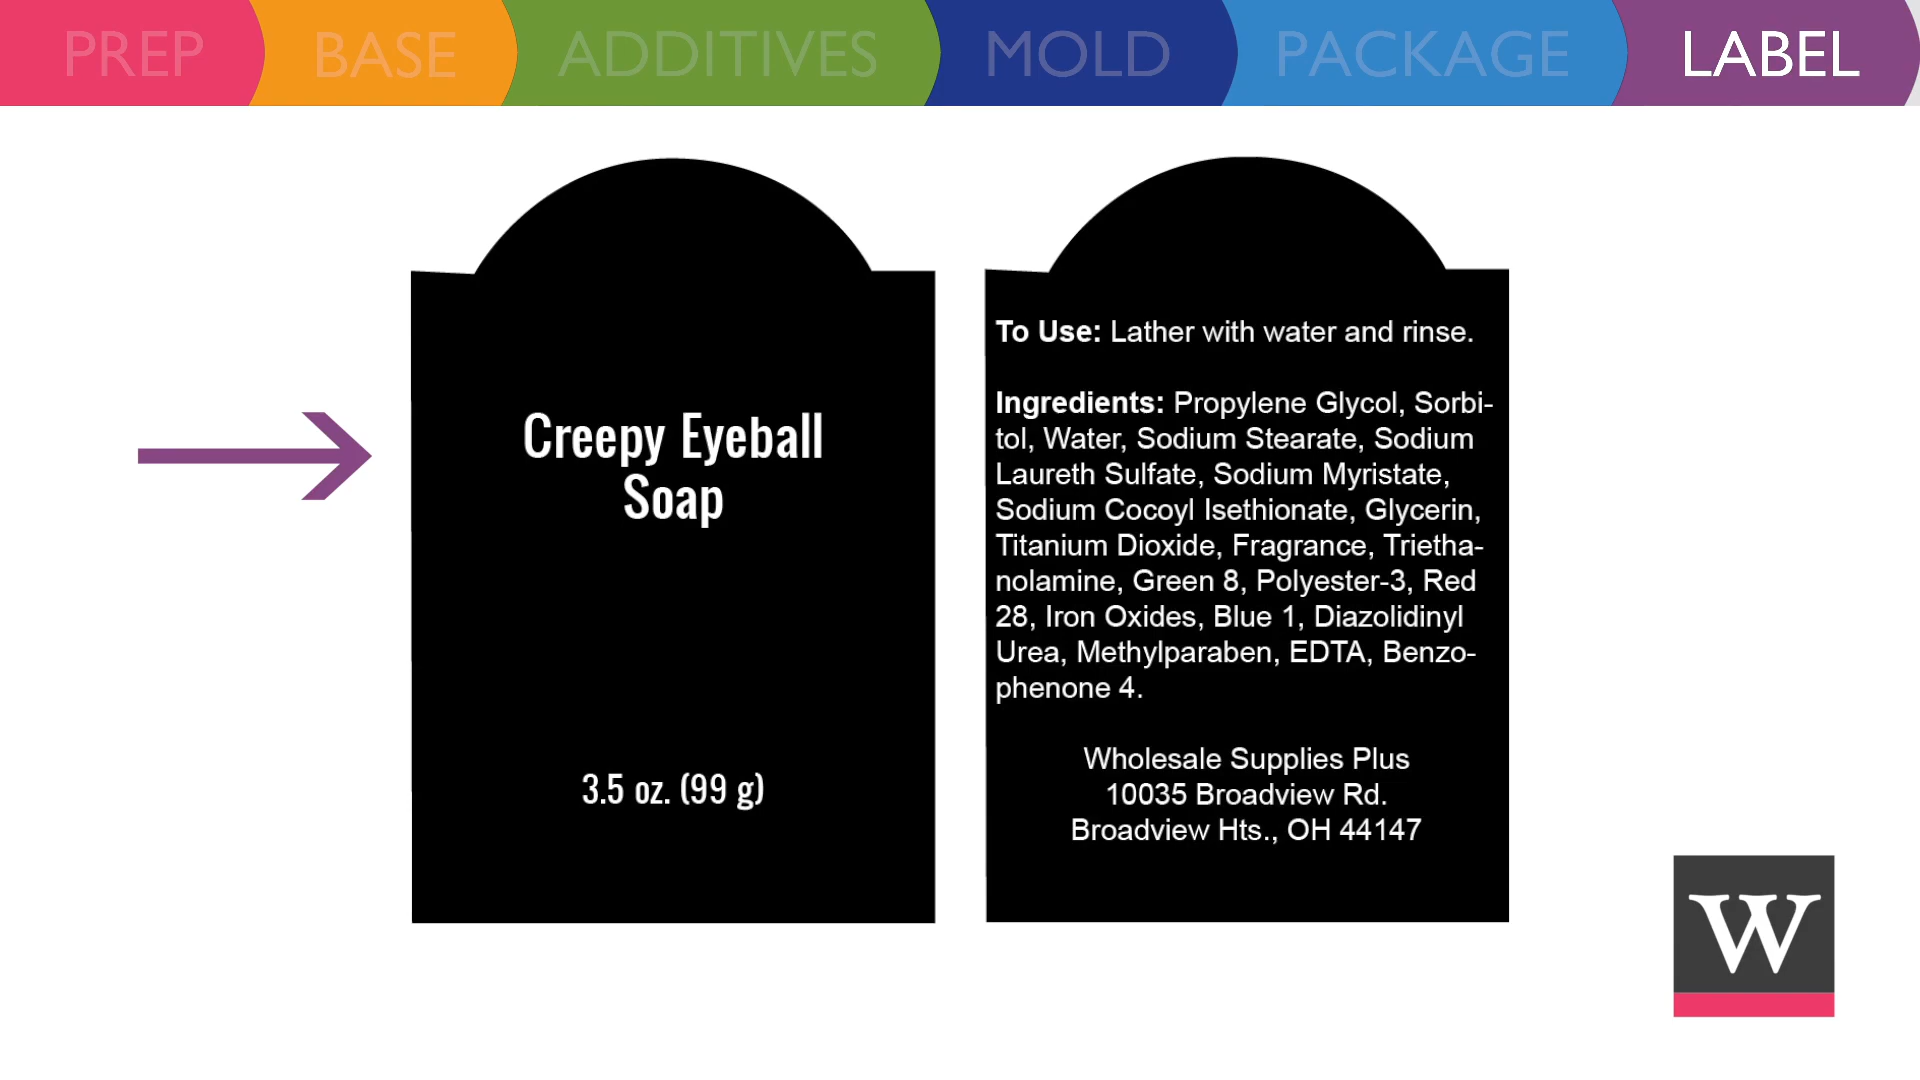 PREP BASE ADDITIVES MOLD PACKAGE LABEL
Creepy Eyeball
Soap
3.5 oz. (99 g)
To Use: Lather with water and rinse.
Ingredients: Propylene Glycol, Sorbi-
tol, Water, Sodium Stearate, Sodium
Laureth Sulfate, Sodium Myristate,
Sodium Cocoyl Isethionate, Glycerin,
Titanium Dioxide, Fragrance, Trietha-
nolamine, Green 8, Polyester-3, Red
28, Iron Oxides, Blue 1, Diazolidinyl
Urea, Methylparaben, EDTA, Benzo-
phenone 4.
Wholesale Supplies Plus
10035 Broadview Rd.
Broadview Hts., OH 44147
W